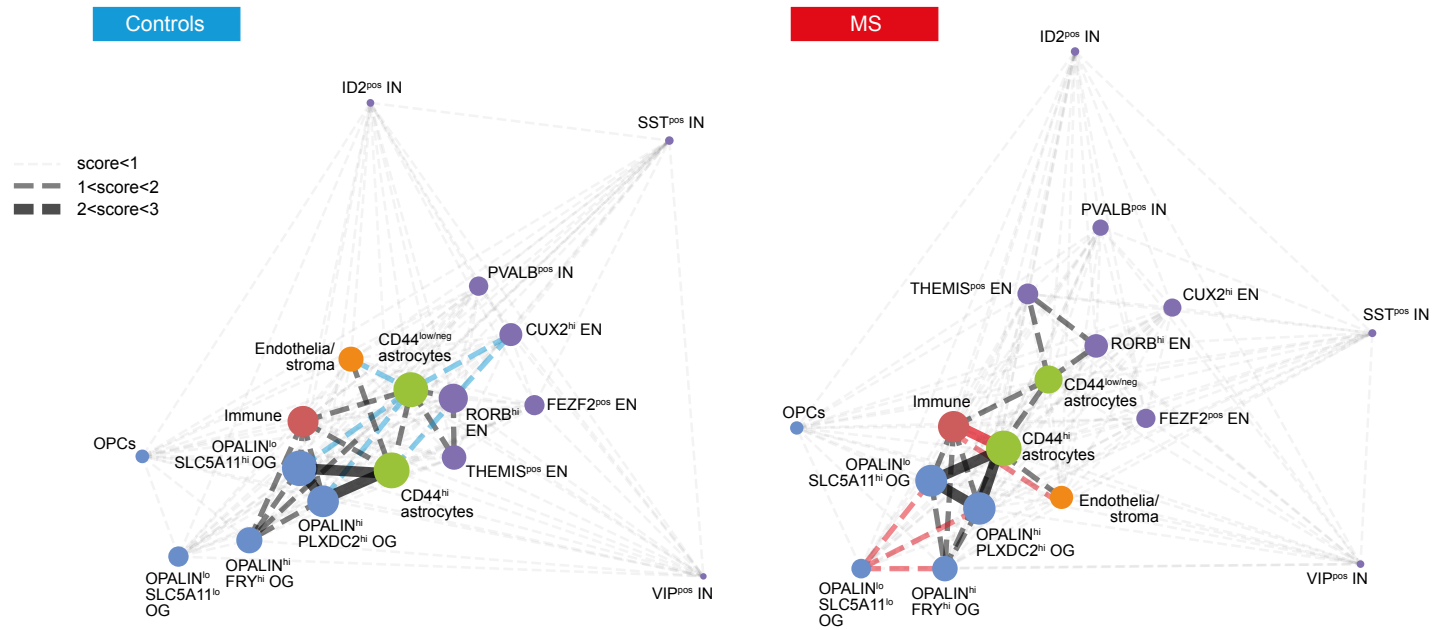 Controls
ID2pos IN
SSTpos IN
score<1
1<score<2
2<score<3
PVALBpos IN
CUX2hi EN
CD44low/neg
astrocytes
Endothelia/
stroma
Immune
RORBhi
EN
FEZF2pos EN
OPCs
OPALINlo
SLC5A11hi OG
THEMISpos EN
CD44hi
astrocytes
OPALINhi
PLXDC2hi OG
OPALINhi
FRYhi OG
OPALINlo
SLC5A11lo
OG
VIPpos IN
MS
ID2pos IN
PVALBpos IN
THEMISpos EN
CUX2hi EN
SSTpos IN
RORBhi EN
CD44low/neg
astrocytes
Immune
FEZF2pos EN
OPCs
CD44hi
astrocytes
OPALINlo
SLC5A11hi OG
Endothelia/
stroma
OPALINhi
PLXDC2hi OG
VIPpos IN
OPALINlo
SLC5A11lo
OG
OPALINhi
FRYhi OG